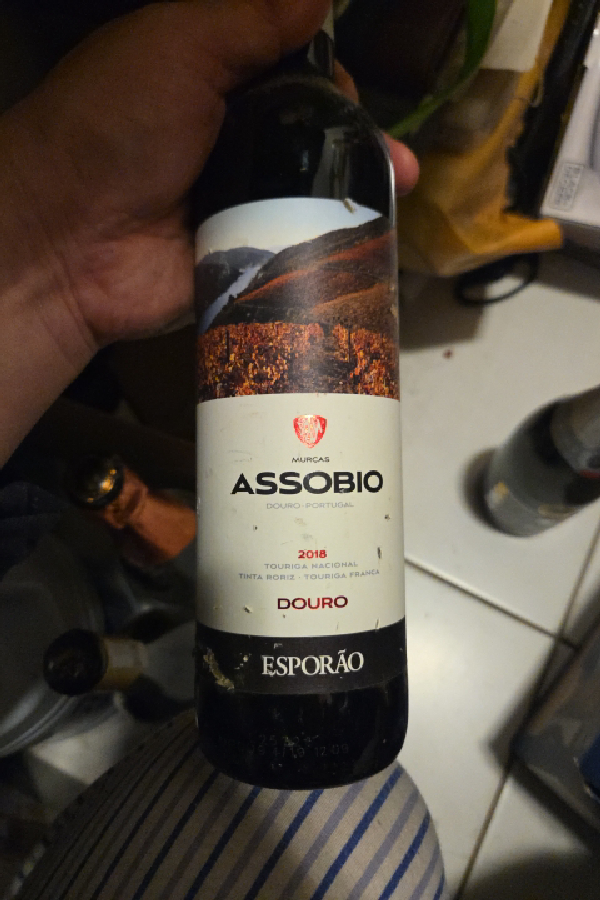 MURÇAS
ASSOBIO
DOURO·PORTUGAL
2018
TOURIGA NACIONAL
TINTA RORIZ · TOURIGA FRANCA
DOURO
ESPORÃO